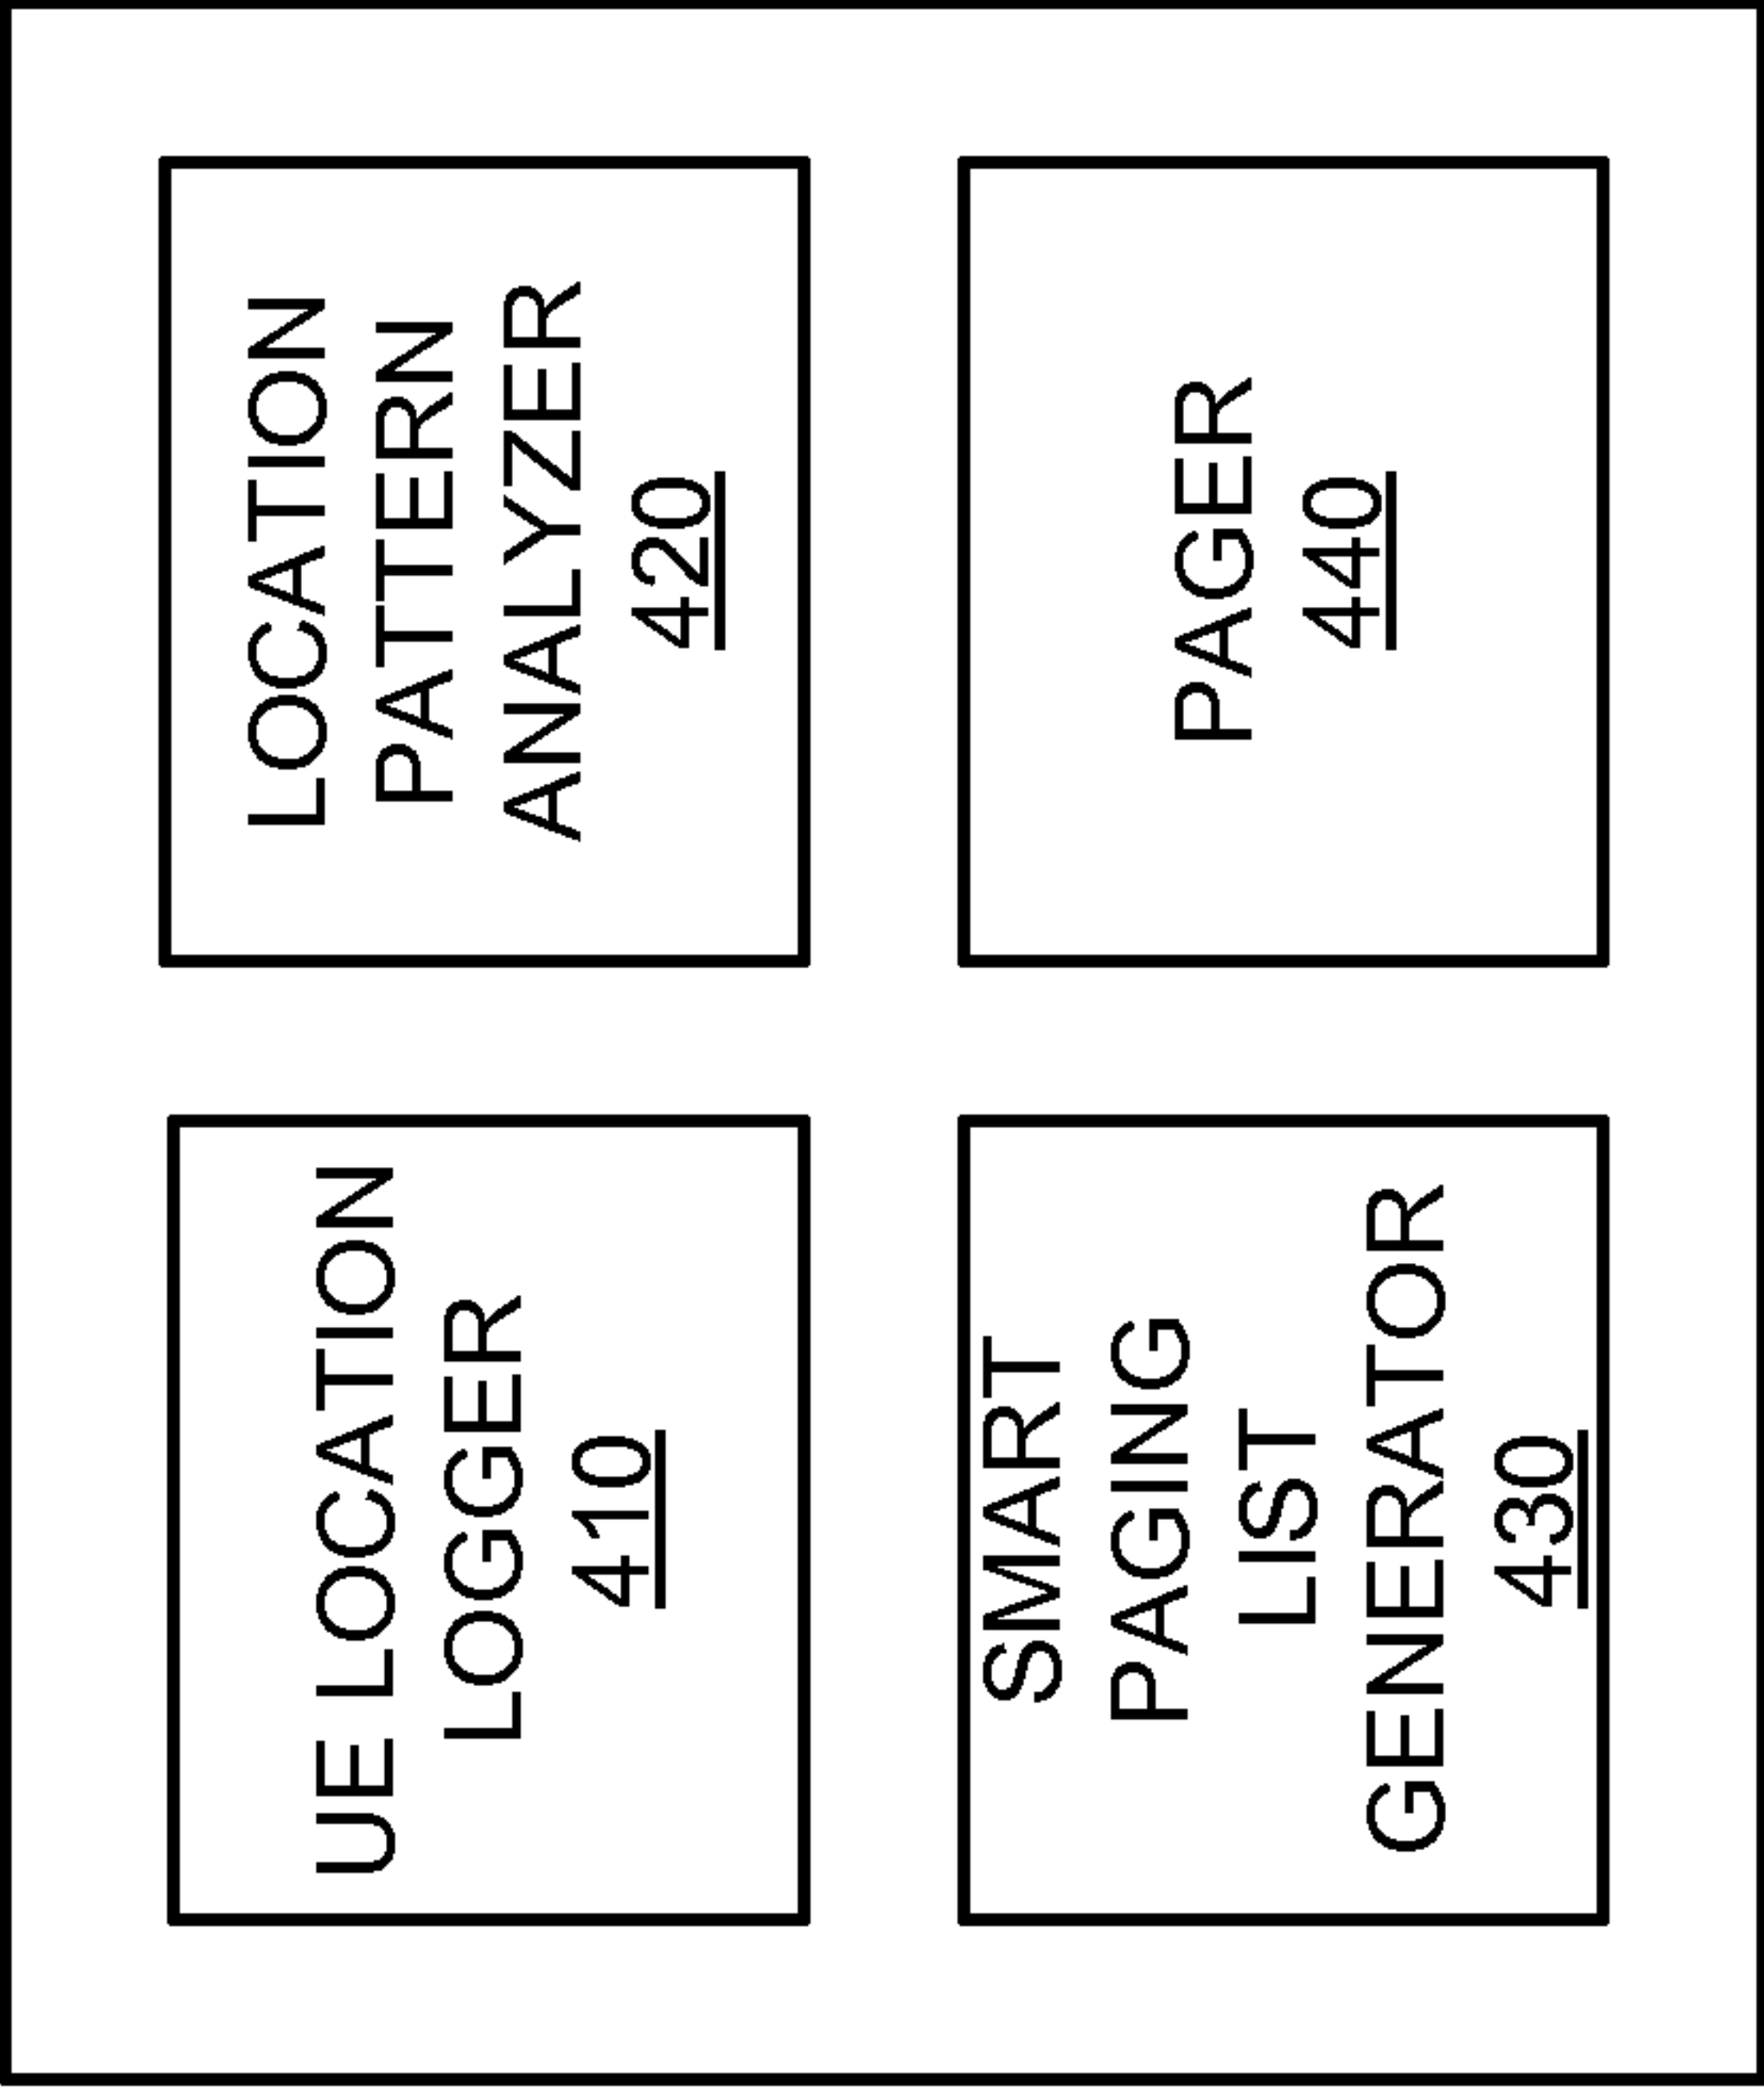 UE LOCATION
LOGGER
410
LOCATION
PATTERN
ANALYZER
420
SMART
PAGING
LIST
GENERATOR
430
PAGER
440